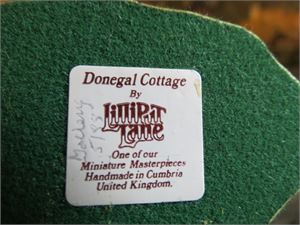 Donegal Cottage
By
Lilliput
Lane
One of our
Miniature Masterpieces
Handmade in Cumbria
United Kingdom.